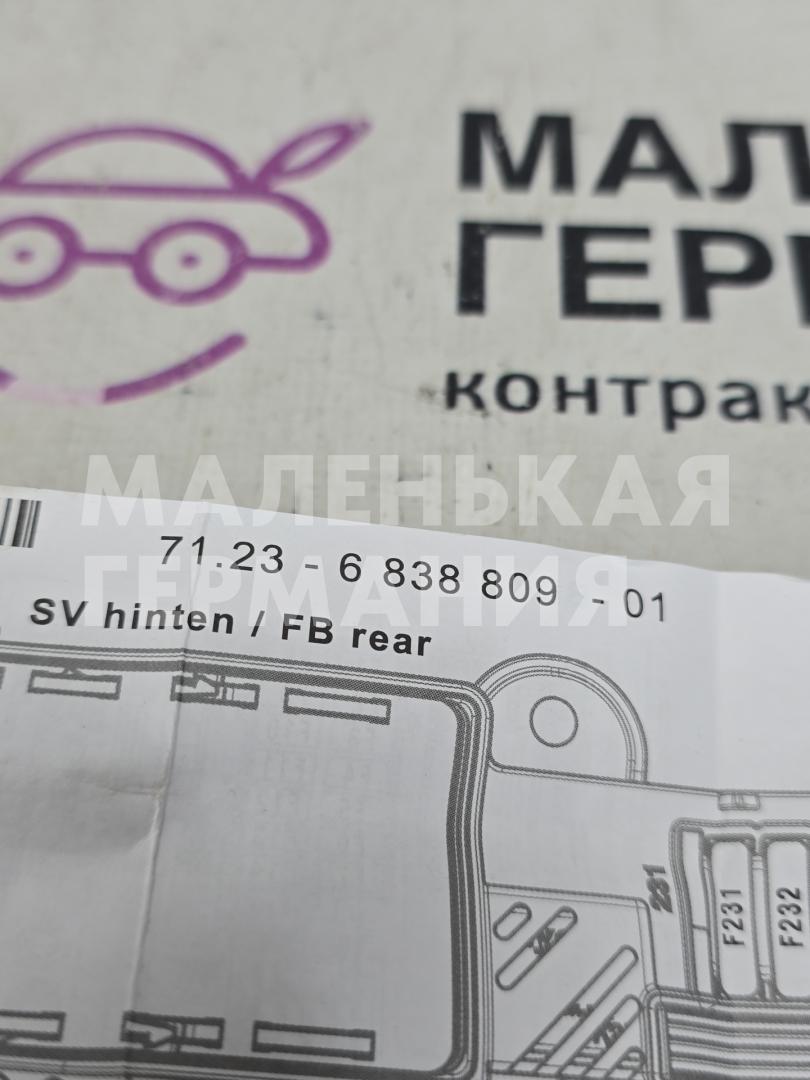 МАЛ
ГЕР
контрак
МАЛЕНЬКАЯ
ГЕРМАНИЯ
71.23 - 6 838 809 - 01
SV hinten / FB rear
231
F231
F232